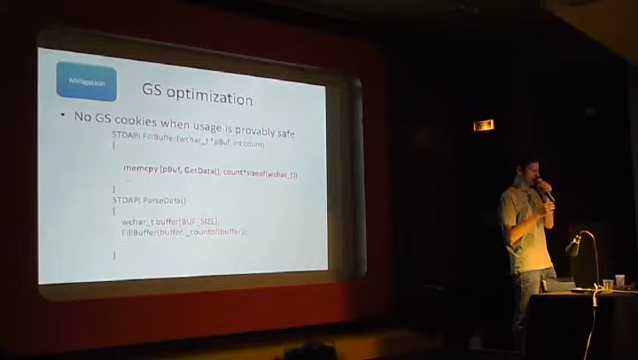 Mitigation
GS optimization
• No GS cookies when usage is provably safe
STDAPI FillBuffer(wchar_t *pBuf, int count)
{
memcpy (pBuf, GetData(), count*sizeof(wchar_t));
}
STDAPI ParseData()
{
wchar_t buffer[BUF_SIZE];
FillBuffer(buffer, _countof(buffer));
}